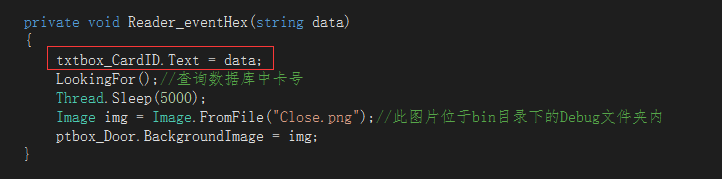 private void Reader_eventHex(string data)
{
txtbox_CardID.Text = data;
LookingFor();//查询数据库中卡号
Thread.Sleep(5000);
Image img = Image.FromFile("Close.png");//此图片位于bin目录下的Debug文件夹内
ptbox_Door.BackgroundImage = img;
}